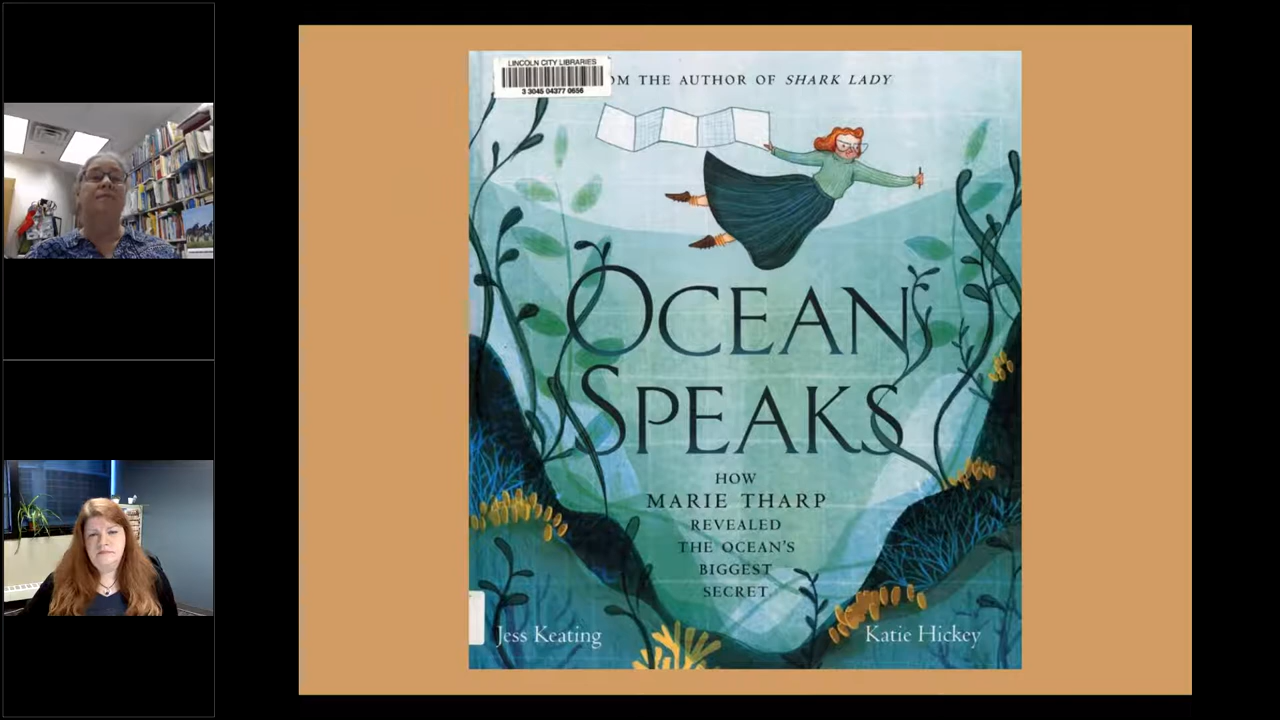 LINCOLN CITY LIBRARIES
3 3045 04377 0656
OM THE AUTHOR OF SHARK LADY
OCEAN
SPEAKS
HOW
MARIE THARP
REVEALED
THE OCEAN'S
BIGGEST
SECRET
Jess Keating
Katie Hickey